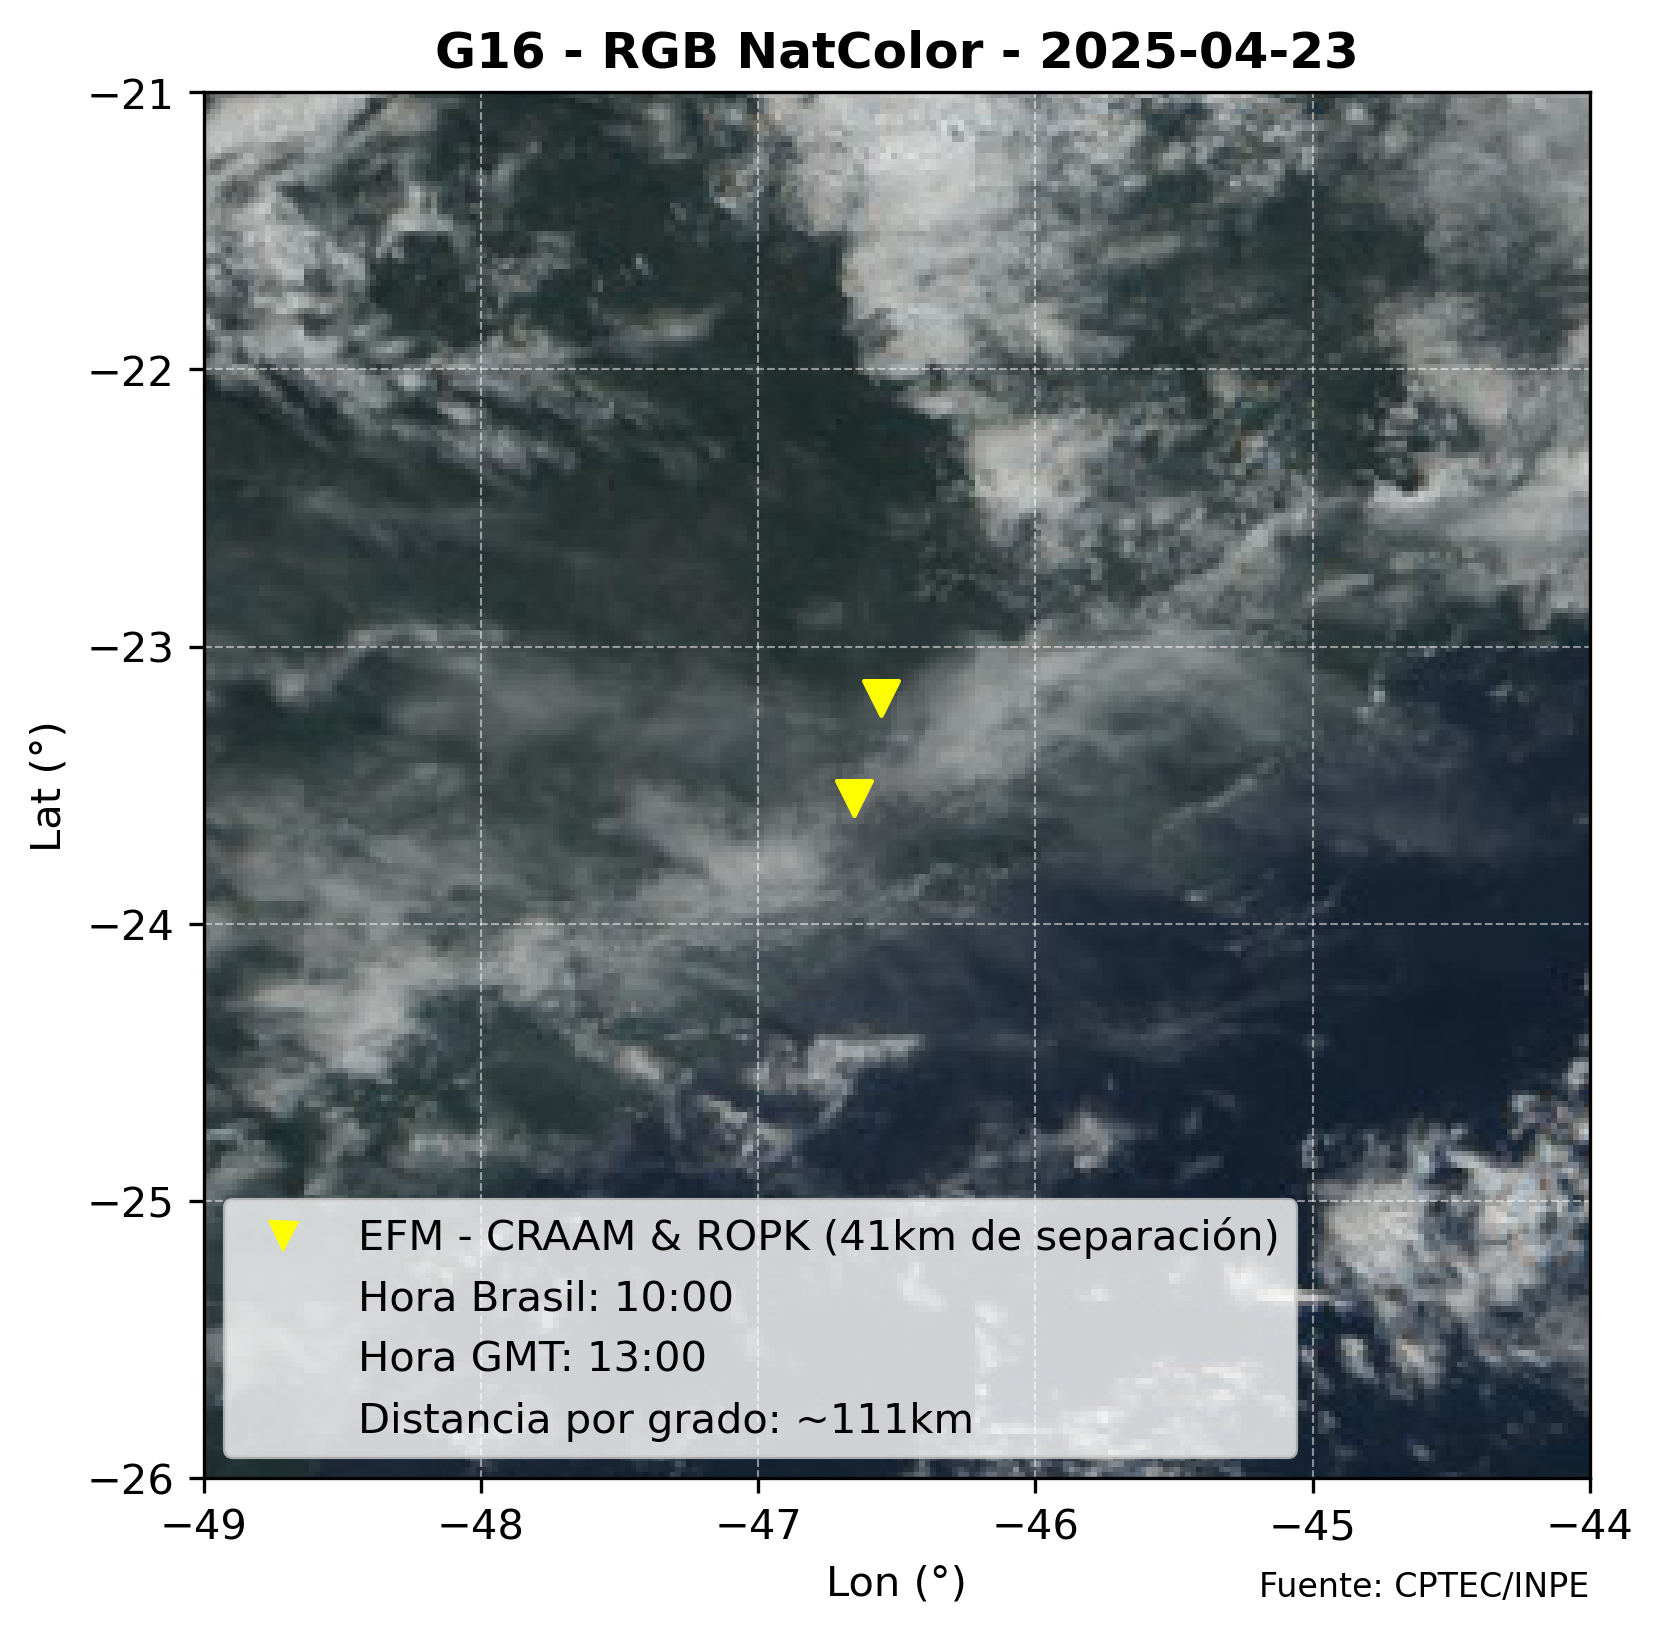 G16 - RGB NatColor - 2025-04-23
−21
−22
−23
−24
−25
−26
Lat (°)
EFM - CRAAM & ROPK (41km de separación)
Hora Brasil: 10:00
Hora GMT: 13:00
Distancia por grado: ~111km
−49 −48 −47 −46 −45 −44
Lon (°)
Fuente: CPTEC/INPE